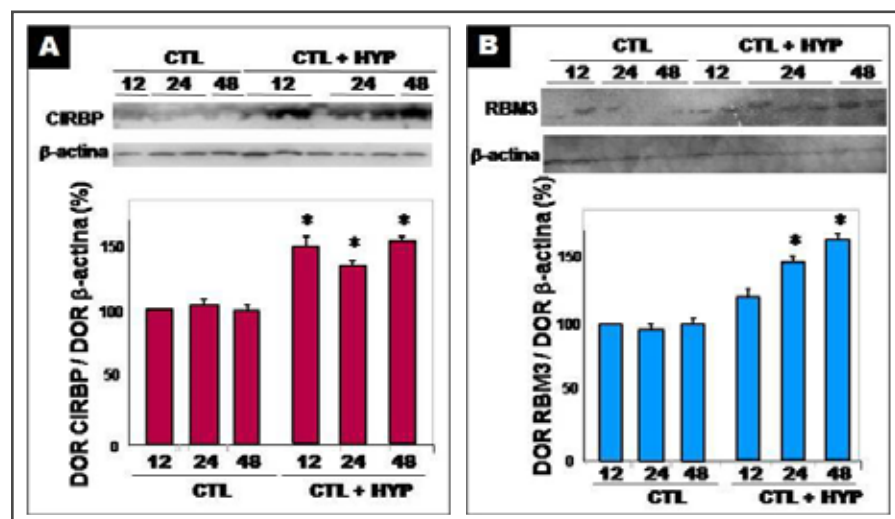 A
CTL CTL + HYP
12 24 48 12 24 48
CIRBP
β-actina
DOR CIRBP / DOR β-actina (%)
150
100
50
0
* * *
12 24 48 12 24 48
CTL CTL + HYP
B
CTL CTL + HYP
12 24 48 12 24 48
RBM3
β-actina
DOR RBM3 / DOR β-actina (%)
150
100
50
0
* *
12 24 48 12 24 48
CTL CTL + HYP